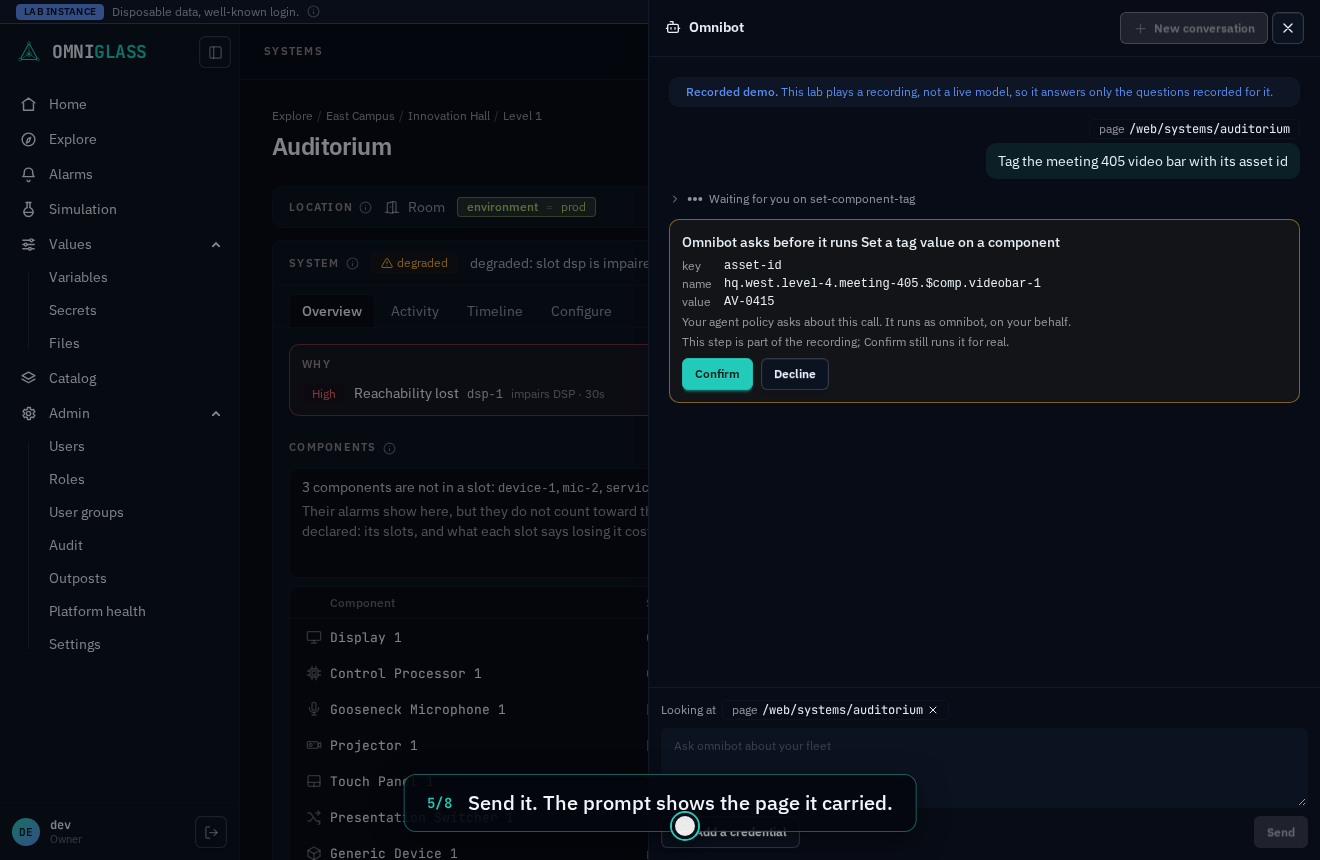 LAB INSTANCE Disposable data, well-known login.
OMNIGLASS
Home
Explore
Alarms
Simulation
Values
Variables
Secrets
Files
Catalog
Admin
Users
Roles
User groups
Audit
Outposts
Platform health
Settings
DE dev
Owner
SYSTEMS
Explore / East Campus / Innovation Hall / Level 1
Auditorium
LOCATION Room environment = prod
SYSTEM degraded degraded: slot dsp is impaire
Overview Activity Timeline Configure
WHY
High Reachability lost dsp-1 impairs DSP · 30s
COMPONENTS
3 components are not in a slot: device-1, mic-2, servic
Their alarms show here, but they do not count toward
declared: its slots, and what each slot says losing it cos
Component
Display 1
Control Processor 1
Gooseneck Microphone 1
Projector 1
Touch Panel 1
Presentation Switcher 1
Generic Device 1
Omnibot
New conversation
Recorded demo. This lab plays a recording, not a live model, so it answers only the questions recorded for it.
page /web/systems/auditorium
Tag the meeting 405 video bar with its asset id
Waiting for you on set-component-tag
Omnibot asks before it runs Set a tag value on a component
key asset-id
name hq.west.level-4.meeting-405.$comp.videobar-1
value AV-0415
Your agent policy asks about this call. It runs as omnibot, on your behalf.
This step is part of the recording; Confirm still runs it for real.
Confirm Decline
Looking at page /web/systems/auditorium
Ask omnibot about your fleet
5/8 Send it. The prompt shows the page it carried.
Add a credential
Send